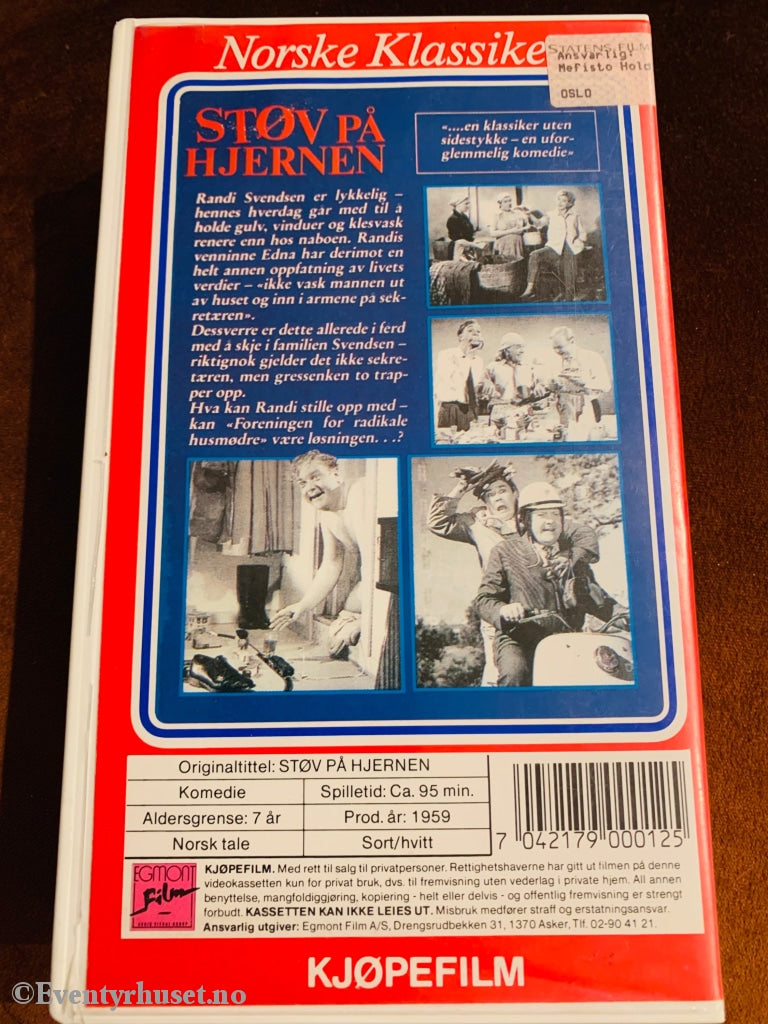 Norske Klassike
STATENS FILM
Ansvarlig:
Mefisto Holo
OSLO
STØV PÅ
HJERNEN
«....en klassiker uten
sidestykke – en ufor-
glemmelig komedie»
Randi Svendsen er lykkelig –
hennes hverdag går med til å
holde gulv, vinduer og klesvask
renere enn hos naboen. Randis
venninne Edna har derimot en
helt annen oppfatning av livets
verdier – «ikke vask mannen ut
av huset og inn i armene på sek-
retæren».
Dessverre er dette allerede i ferd
med å skje i familien Svendsen –
riktignok gjelder det ikke sekre-
tæren, men gressenken to trap-
per opp.
Hva kan Randi stille opp med –
kan «Foreningen for radikale
husmødre» være løsningen. . .?
Originaltittel: STØV PÅ HJERNEN
Komedie Spilletid: Ca. 95 min.
Aldersgrense: 7 år Prod. år: 1959
Norsk tale Sort/hvitt
7 042179 000125
EGMONT
Film
KJØPEFILM. Med rett til salg til privatpersoner. Rettighetshaverne har gitt ut filmen på denne
videokassetten kun for privat bruk, dvs. til fremvisning uten vederlag i private hjem. All annen
benyttelse, mangfoldiggjøring, kopiering - helt eller delvis - og offentlig fremvisning er strengt
forbudt. KASSETTEN KAN IKKE LEIES UT. Misbruk medfører straff og erstatningsansvar.
Ansvarlig utgiver: Egmont Film A/S, Drengsrudbekken 31, 1370 Asker, Tlf. 02-90 41 21.
KJØPEFILM
©Eventyrhuset.no